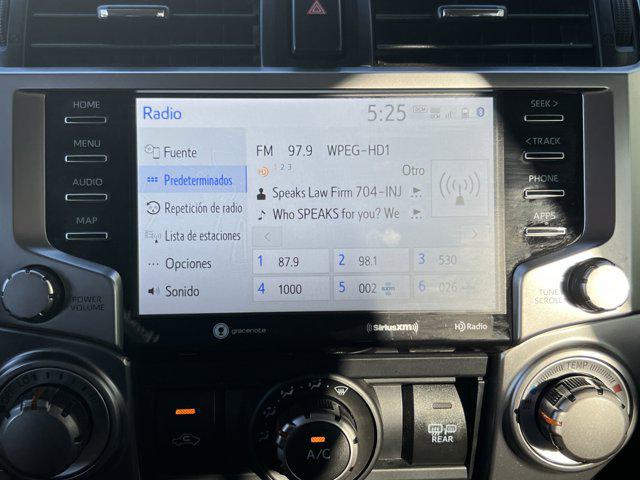 HOME
MENU
AUDIO
MAP
POWER
VOLUME
Radio
5:25
Fuente
Predeterminados
Repetición de radio
Lista de estaciones
Opciones
Sonido
FM 97.9 WPEG-HD1
HD 1 2 3
Otro
Speaks Law Firm 704-INJ
Who SPEAKS for you? We
1 87.9
2 98.1
3 530
4 1000
5 002 sxm
6 026
gracenote
((SiriusXM))
HD Radio
SEEK >
< TRACK
PHONE
APPS
TUNE
SCROLL
A/C
REAR
TEMP